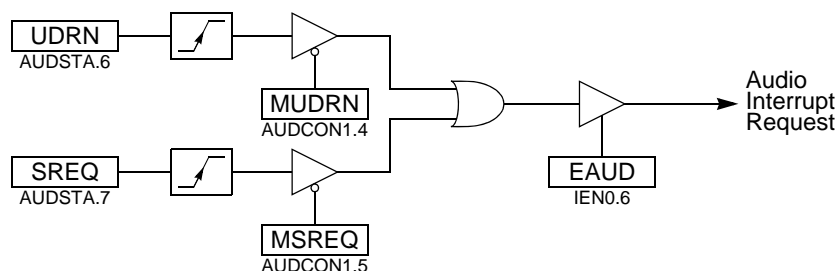 UDRN
AUDSTA.6
MUDRN
AUDCON1.4
SREQ
AUDSTA.7
MSREQ
AUDCON1.5
EAUD
IEN0.6
Audio
Interrupt
Request